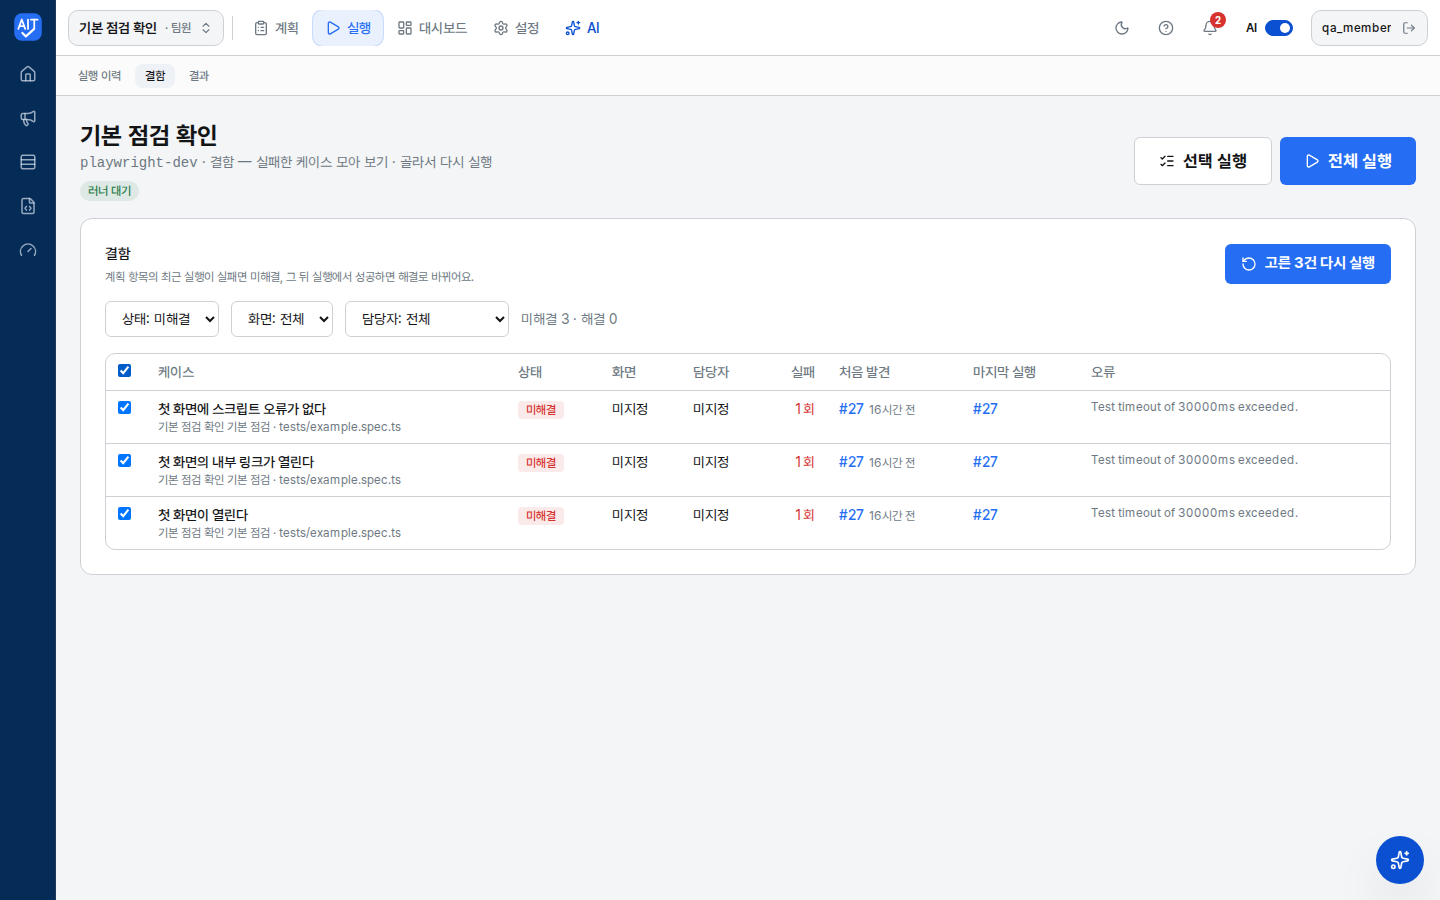 AIT
기본 점검 확인 · 팀원
계획
실행
대시보드
설정
AI
2
AI
qa_member
실행 이력
결함
결과
기본 점검 확인
playwright-dev · 결함 — 실패한 케이스 모아 보기 · 골라서 다시 실행
러너 대기
선택 실행
전체 실행
결함
계획 항목의 최근 실행이 실패면 미해결, 그 뒤 실행에서 성공하면 해결로 바뀌어요.
고른 3건 다시 실행
상태: 미해결
화면: 전체
담당자: 전체
미해결 3 · 해결 0
케이스 상태 화면 담당자 실패 처음 발견 마지막 실행 오류
첫 화면에 스크립트 오류가 없다 미해결 미지정 미지정 1회 #27 16시간 전 #27 Test timeout of 30000ms exceeded.
기본 점검 확인 기본 점검 · tests/example.spec.ts
첫 화면의 내부 링크가 열린다 미해결 미지정 미지정 1회 #27 16시간 전 #27 Test timeout of 30000ms exceeded.
기본 점검 확인 기본 점검 · tests/example.spec.ts
첫 화면이 열린다 미해결 미지정 미지정 1회 #27 16시간 전 #27 Test timeout of 30000ms exceeded.
기본 점검 확인 기본 점검 · tests/example.spec.ts